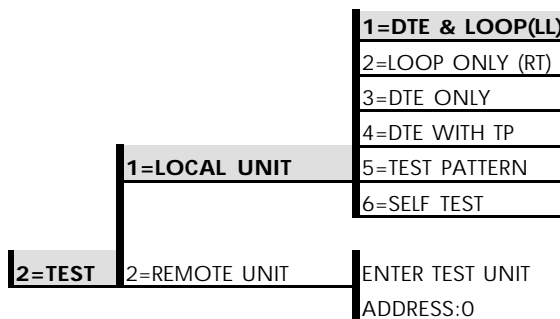 1=DTE & LOOP(LL)
2=LOOP ONLY (RT)
3=DTE ONLY
4=DTE WITH TP
1=LOCAL UNIT 5=TEST PATTERN
6=SELF TEST
2=TEST 2=REMOTE UNIT ENTER TEST UNIT
ADDRESS:0